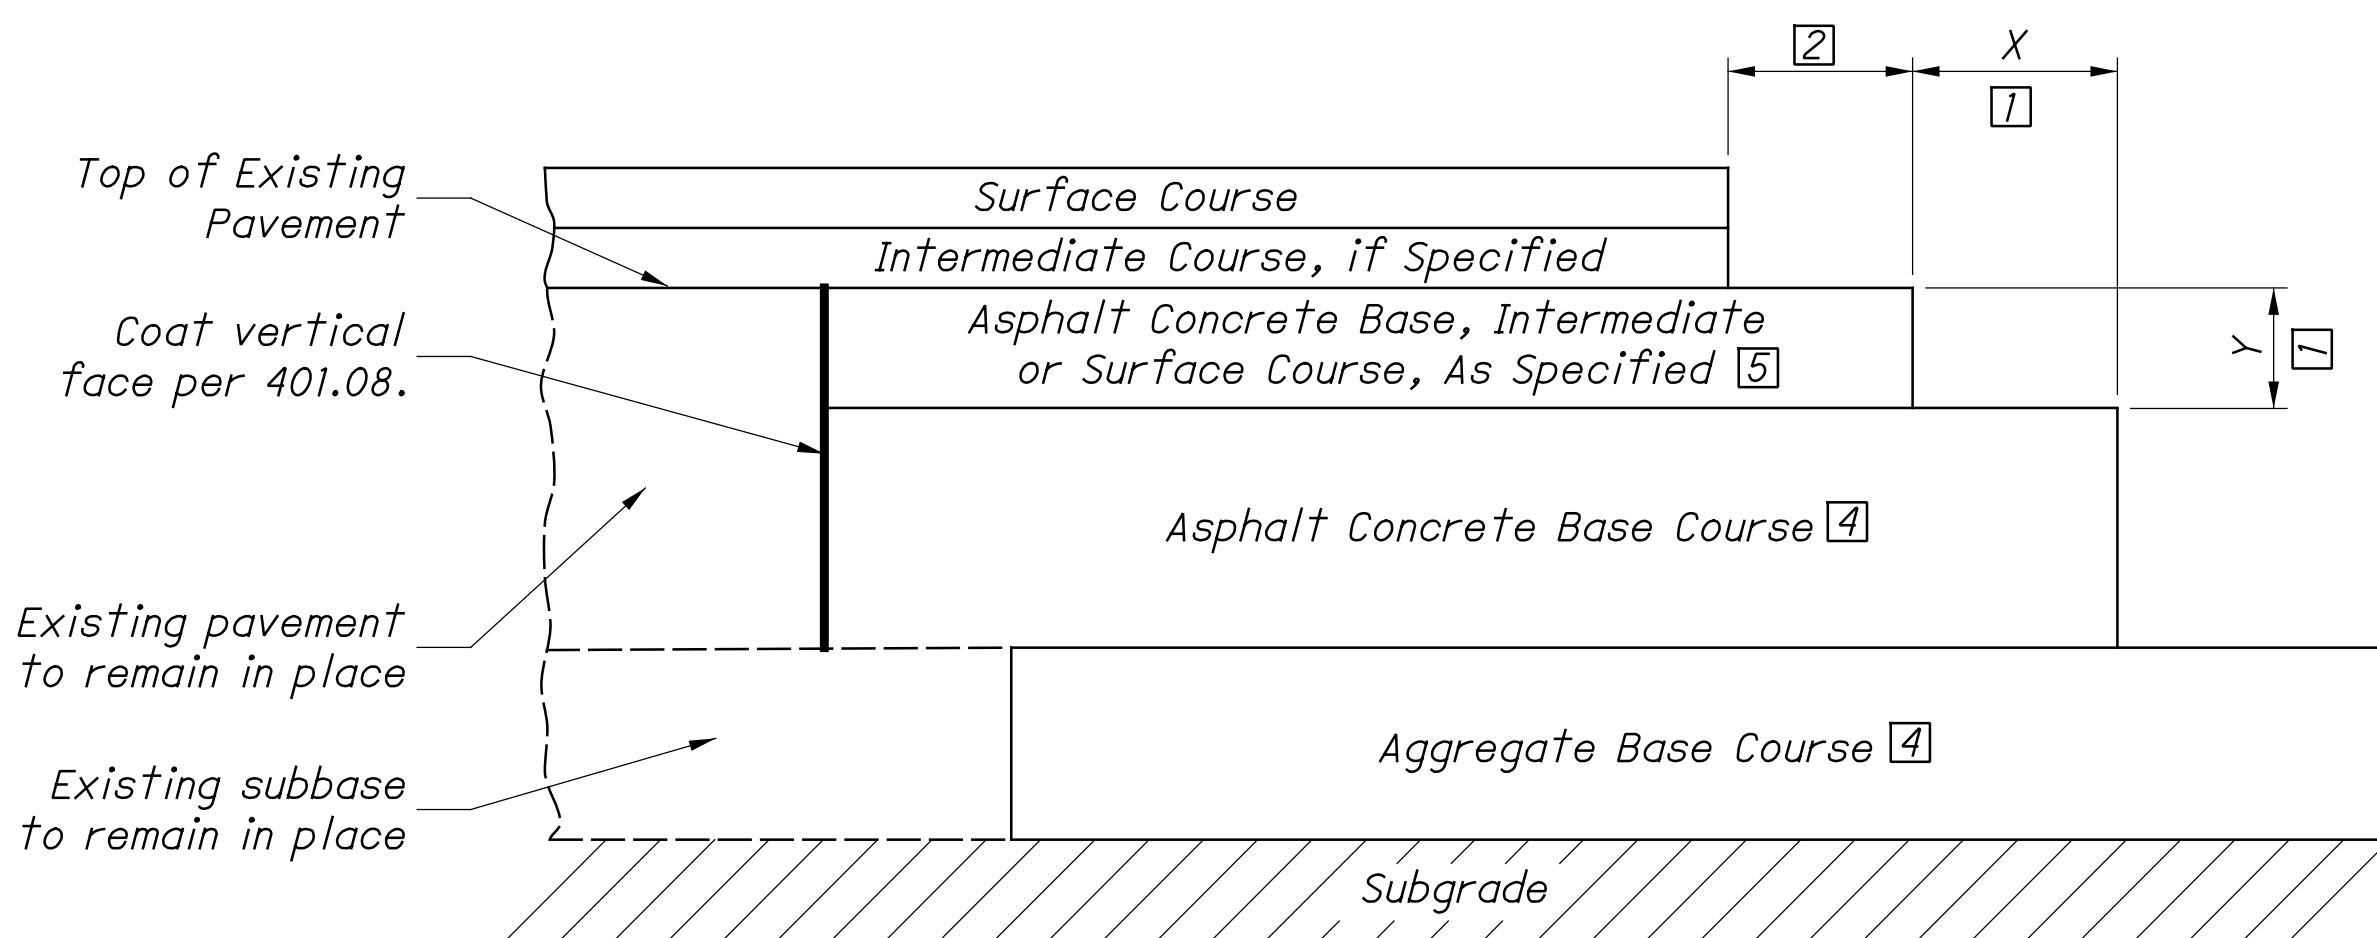 2
X
1
Top of Existing
Pavement
Surface Course
Intermediate Course, if Specified
Coat vertical
face per 401.08.
Asphalt Concrete Base, Intermediate
or Surface Course, As Specified 5
Y 1
Asphalt Concrete Base Course 4
Existing pavement
to remain in place
Aggregate Base Course 4
Existing subbase
to remain in place
Subgrade